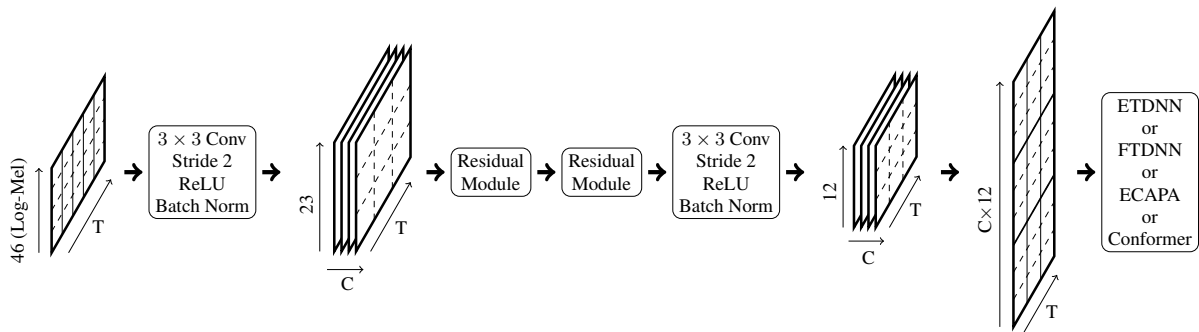 46 (Log-Mel)
T
3 × 3 Conv
Stride 2
ReLU
Batch Norm
23
C
T
Residual
Module
Residual
Module
3 × 3 Conv
Stride 2
ReLU
Batch Norm
12
C
T
C×12
T
ETDNN
or
FTDNN
or
ECAPA
or
Conformer